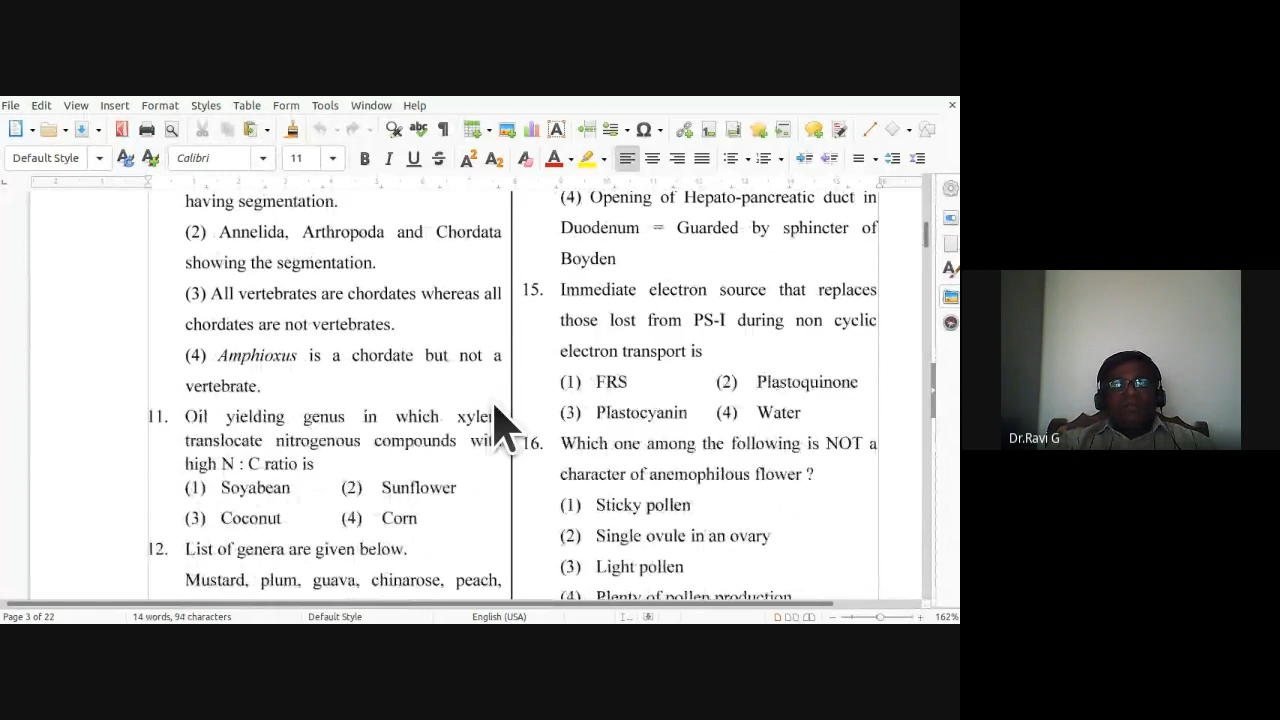 File Edit View Insert Format Styles Table Form Tools Window Help
Default Style Calibri 11
having segmentation.
(2) Annelida, Arthropoda and Chordata
showing the segmentation.
(3) All vertebrates are chordates whereas all
chordates are not vertebrates.
(4) Amphioxus is a chordate but not a
vertebrate.
11. Oil yielding genus in which
translocate nitrogenous compounds
high N : C ratio is
(1) Soyabean (2) Sunflower
(3) Coconut (4) Corn
12. List of genera are given below.
Mustard, plum, guava, chinarose, peach,
(4) Opening of Hepato-pancreatic duct in
Duodenum = Guarded by sphincter of
Boyden
15. Immediate electron source that replaces
those lost from PS-I during non cyclic
electron transport is
(1) FRS (2) Plastoquinone
(3) Plastocyanin (4) Water
16. Which one among the following is NOT a
character of anemophilous flower ?
(1) Sticky pollen
(2) Single ovule in an ovary
(3) Light pollen
(4) Plenty of pollen production
Page 3 of 22 14 words, 94 characters Default Style English (USA) 162%
Dr.Ravi G